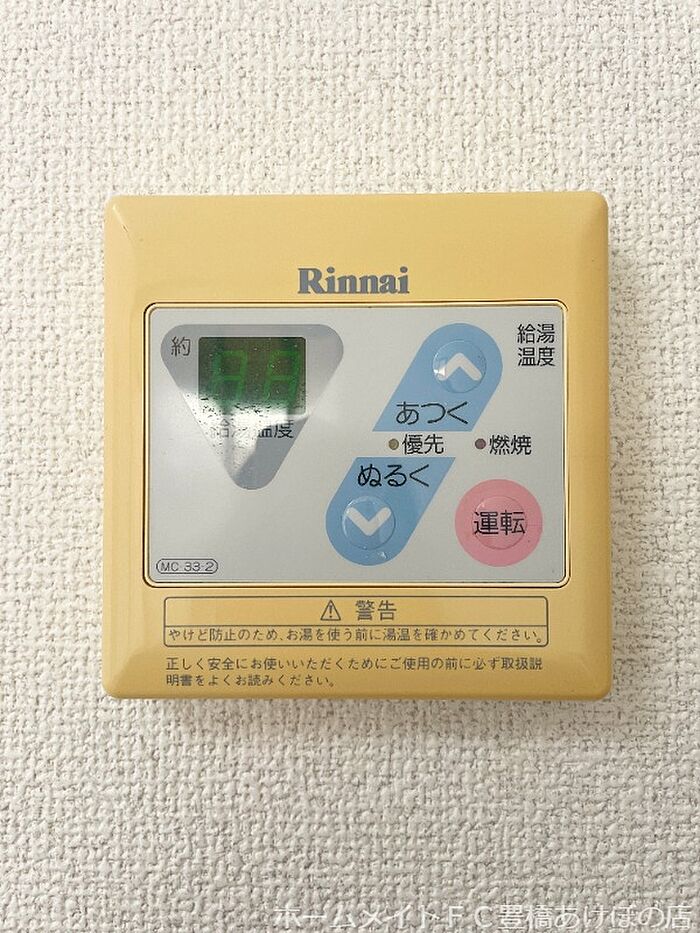 Rinnai
約
給湯温度
給湯
温度
あつく
優先
燃焼
ぬるく
運転
MC-33-2
⚠ 警告
やけど防止のため、お湯を使う前に湯温を確かめてください。
正しく安全にお使いいただくためにご使用の前に必ず取扱説
明書をよくお読みください。
ホームメイトFC豊橋あけぼの店